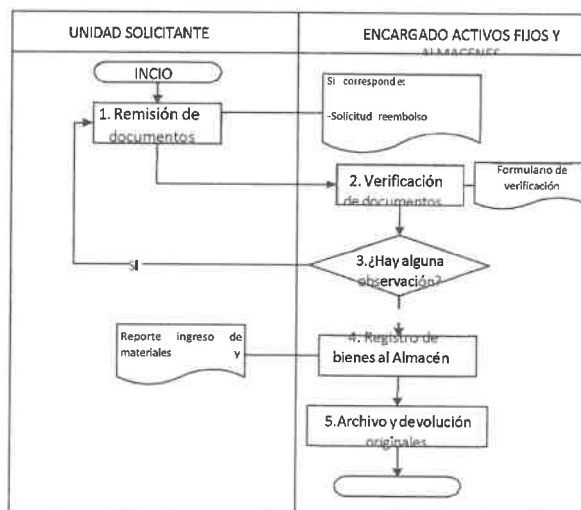 UNIDAD SOLICITANTE
ENCARGADO ACTIVOS FIJOS Y
ALMACENES
INCIO
Si corresponde:
-Solicitud reembolso
1. Remisión de
documentos
2. Verificación
de documentos
Formulario de
verificación
3.¿Hay alguna
observación?
SI
4. Registro de
bienes al Almacén
Reporte ingreso de
materiales y
5.Archivo y devolución
originales